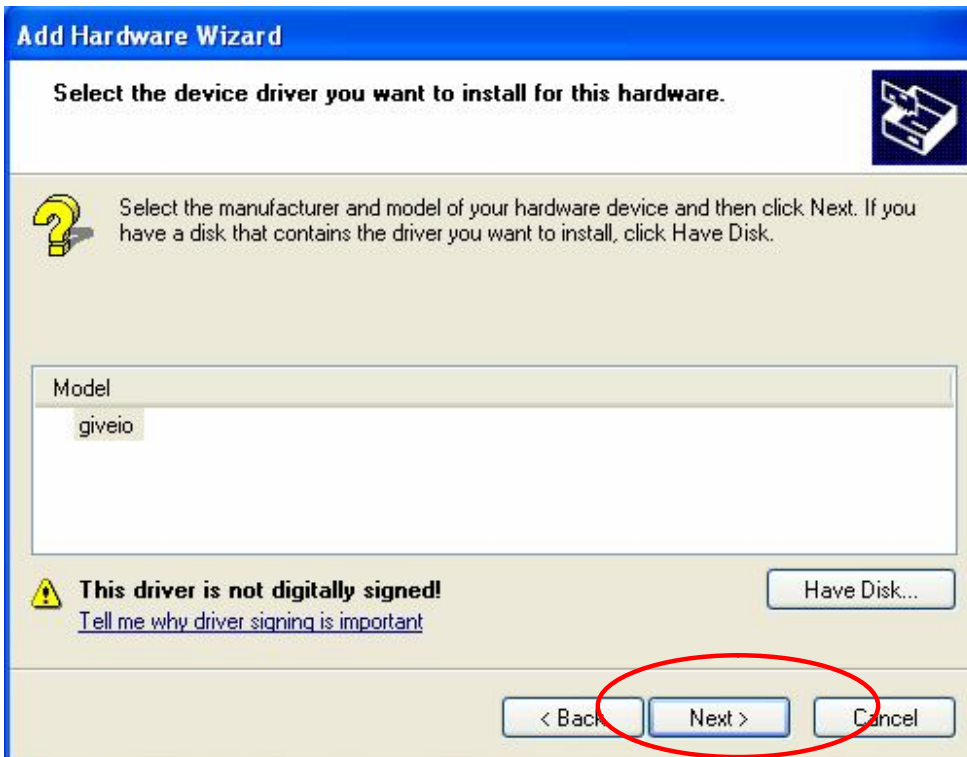 Add Hardware Wizard
Select the device driver you want to install for this hardware.
Select the manufacturer and model of your hardware device and then click Next. If you
have a disk that contains the driver you want to install, click Have Disk.
Model
giveio
This driver is not digitally signed!
Have Disk...
Tell me why driver signing is important
< Back
Next >
Cancel